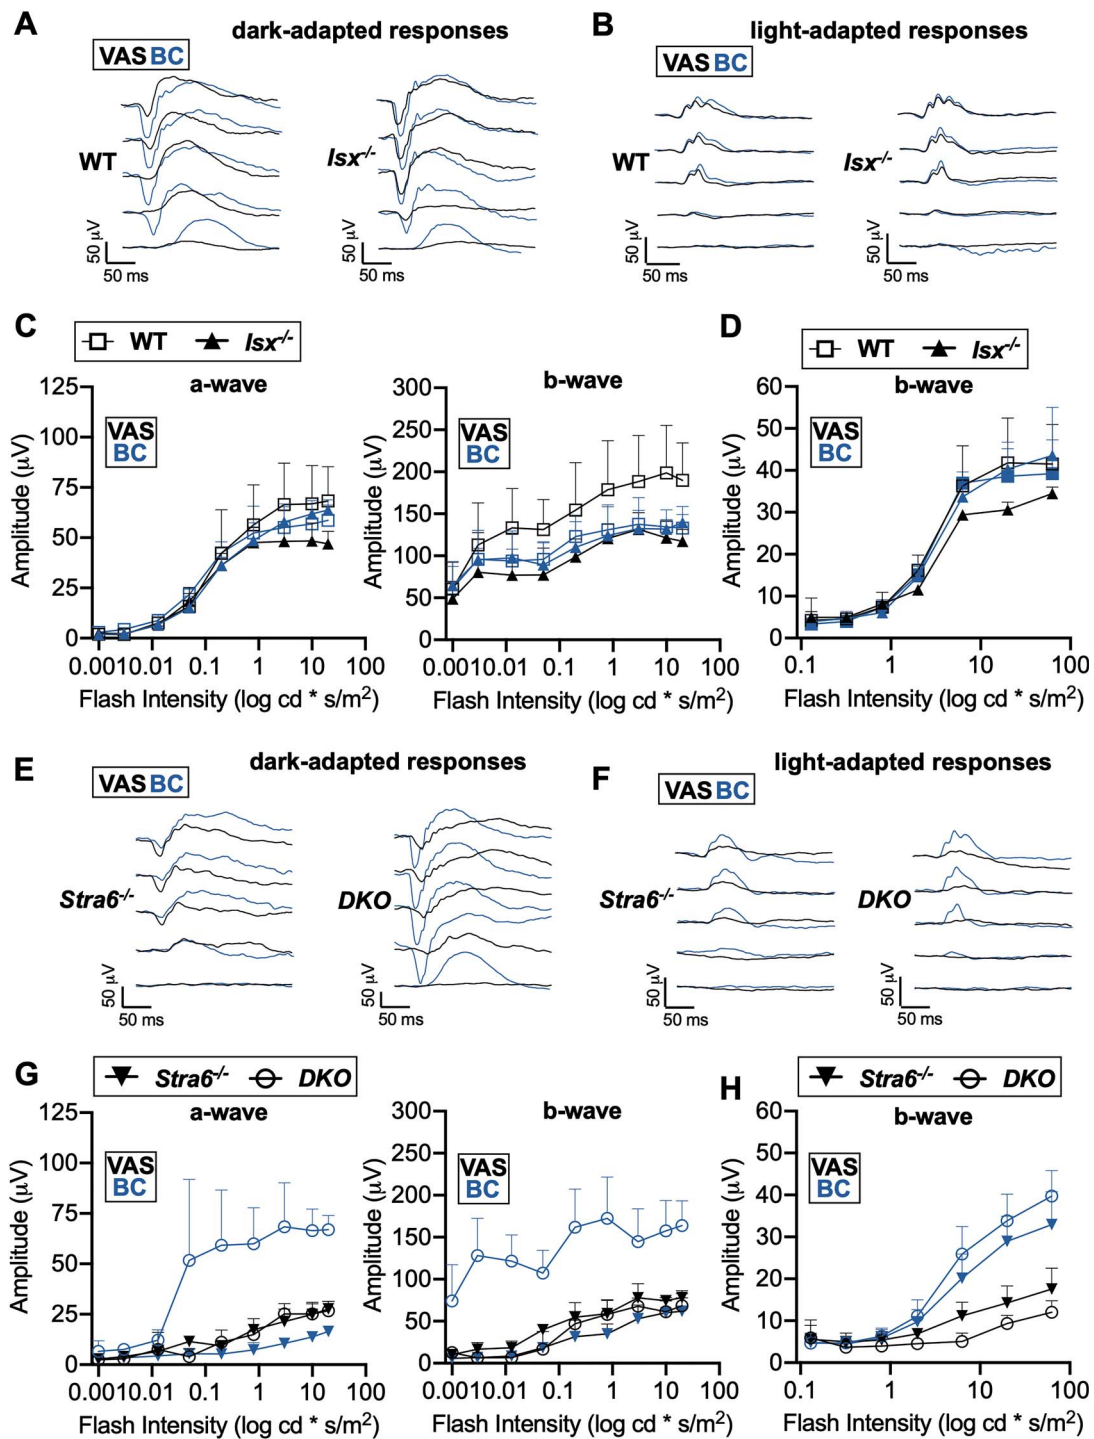 A dark-adapted responses
VAS BC
WT
Isx-/-
50 μV
50 ms
50 μV
50 ms
B light-adapted responses
VAS BC
WT
Isx-/-
50 μV
50 ms
50 μV
50 ms
C WT Isx-/-
a-wave
VAS
BC
Amplitude (μV)
125
100
75
50
25
0
0.001 0.01 0.1 1 10 100
Flash Intensity (log cd * s/m2)
b-wave
VAS
BC
Amplitude (μV)
300
250
200
150
100
50
0
0.001 0.01 0.1 1 10 100
Flash Intensity (log cd * s/m2)
D WT Isx-/-
b-wave
VAS
BC
Amplitude (μV)
60
50
40
30
20
10
0
0.1 1 10 100
Flash Intensity (log cd * s/m2)
E dark-adapted responses
VAS BC
Stra6-/-
DKO
50 μV
50 ms
50 μV
50 ms
F light-adapted responses
VAS BC
Stra6-/-
DKO
50 μV
50 ms
50 μV
50 ms
G Stra6-/- DKO
a-wave
VAS
BC
Amplitude (μV)
125
100
75
50
25
0
0.001 0.01 0.1 1 10 100
Flash Intensity (log cd * s/m2)
b-wave
VAS
BC
Amplitude (μV)
300
250
200
150
100
50
0
0.001 0.01 0.1 1 10 100
Flash Intensity (log cd * s/m2)
H Stra6-/- DKO
b-wave
VAS
BC
Amplitude (μV)
60
50
40
30
20
10
0
0.1 1 10 100
Flash Intensity (log cd * s/m2)